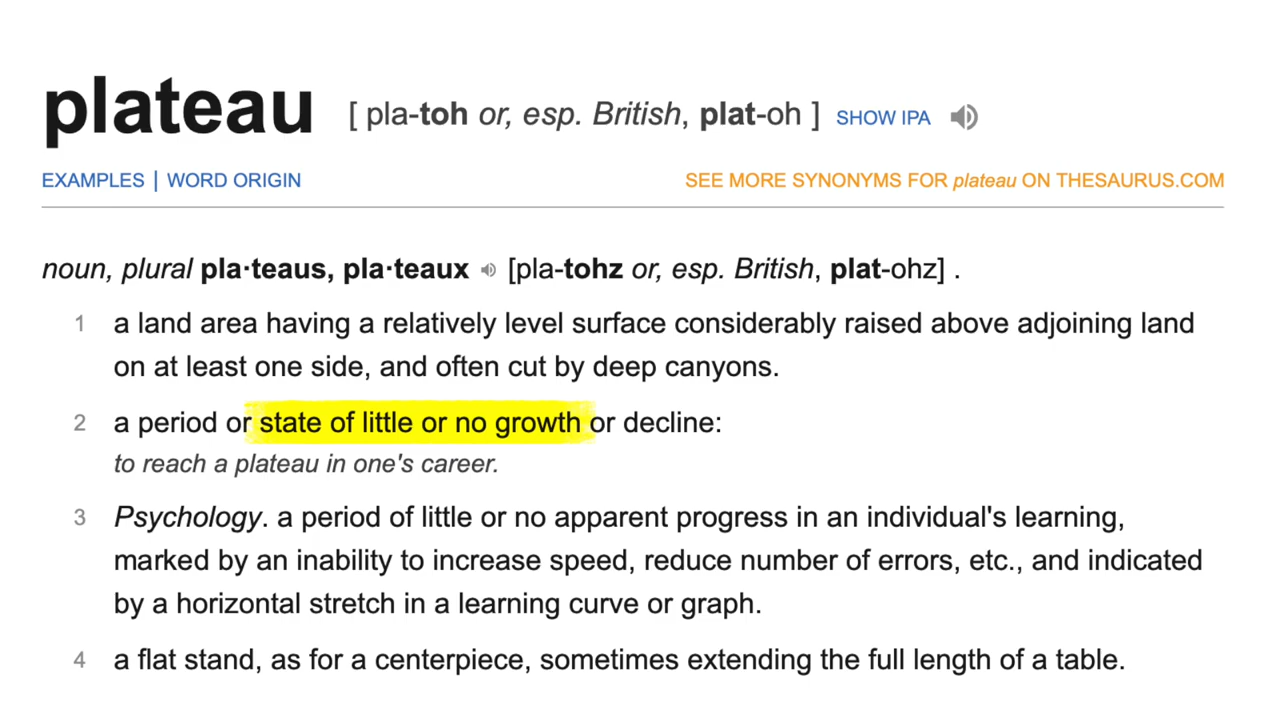 plateau [ pla-toh or, esp. British, plat-oh ] SHOW IPA
EXAMPLES | WORD ORIGIN SEE MORE SYNONYMS FOR plateau ON THESAURUS.COM
noun, plural pla·teaus, pla·teaux [pla-tohz or, esp. British, plat-ohz] .
1 a land area having a relatively level surface considerably raised above adjoining land
on at least one side, and often cut by deep canyons.
2 a period or state of little or no growth or decline:
to reach a plateau in one's career.
3 Psychology. a period of little or no apparent progress in an individual's learning,
marked by an inability to increase speed, reduce number of errors, etc., and indicated
by a horizontal stretch in a learning curve or graph.
4 a flat stand, as for a centerpiece, sometimes extending the full length of a table.